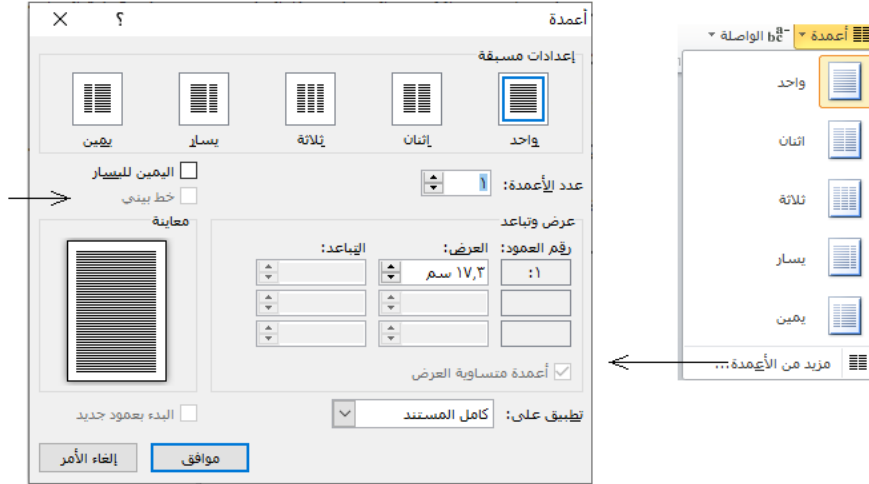 أعمدة
الواصلة
واحد
اثنان
ثلاثة
يسار
يمين
مزيد من الأعمدة...
أعمدة
؟
إعدادات مسبقة
واحد
إثنان
ثلاثة
يسار
يمين
عدد الأعمدة: ١
اليمين لليسار
خط بيني
عرض وتباعد
رقم العمود: العرض: التباعد:
١: ١٧,٣ سم
أعمدة متساوية العرض
معاينة
تطبيق على: كامل المستند
البدء بعمود جديد
موافق
إلغاء الأمر